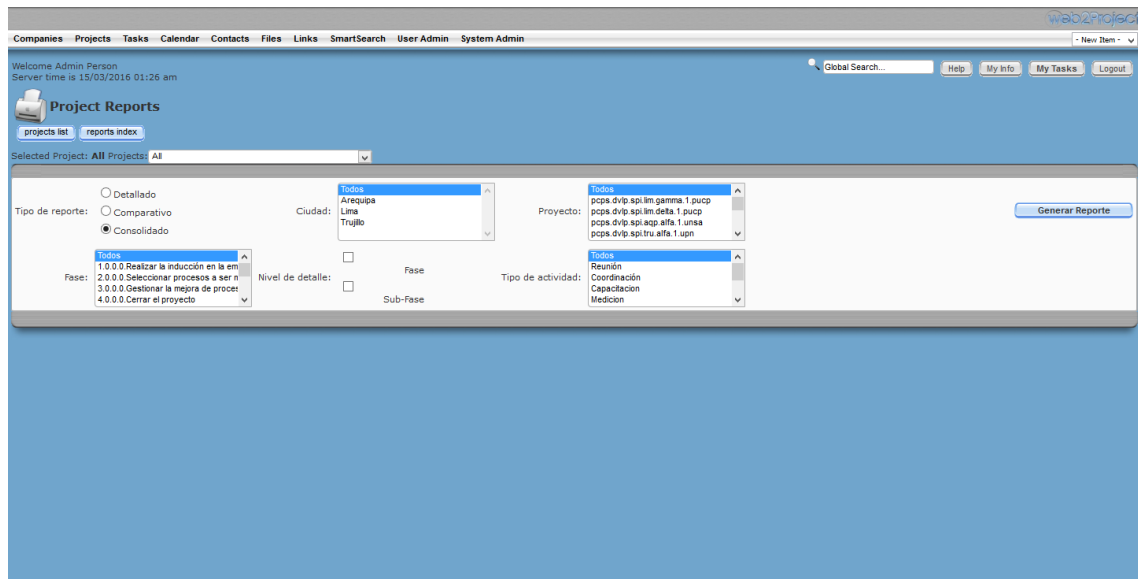 web2Project
Companies Projects Tasks Calendar Contacts Files Links SmartSearch User Admin System Admin - New Item -
Welcome Admin Person
Server time is 15/03/2016 01:26 am
Global Search... Help My Info My Tasks Logout
Project Reports
projects list reports index
Selected Project: All Projects: All
Tipo de reporte:
Detallado
Comparativo
Consolidado
Ciudad:
Todos
Arequipa
Lima
Trujillo
Proyecto:
Todos
pcps.dvlp.spi.lim.gamma.1.pucp
pcps.dvlp.spi.lim.delta.1.pucp
pcps.dvlp.spi.aqp.alfa.1.unsa
pcps.dvlp.spi.tru.alfa.1.upn
Generar Reporte
Fase:
Todos
1.0.0.0.Realizar la inducción en la em
2.0.0.0.Seleccionar procesos a ser n
3.0.0.0.Gestionar la mejora de proces
4.0.0.0.Cerrar el proyecto
Nivel de detalle:
Fase
Sub-Fase
Tipo de actividad:
Todos
Reunión
Coordinación
Capacitacion
Medicion